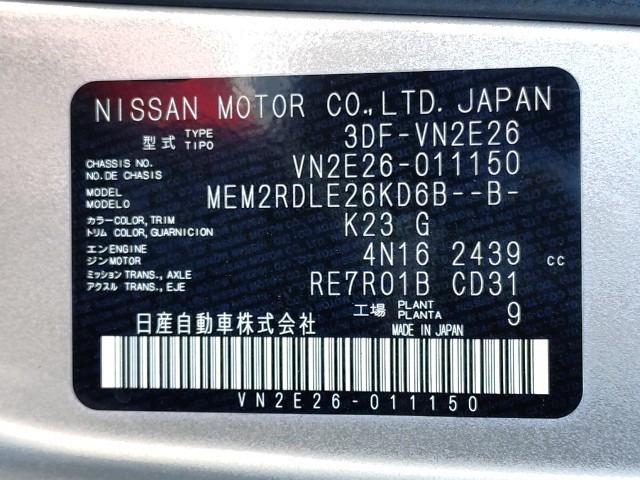 NISSAN MOTOR CO.,LTD. JAPAN
型式 TYPE TIPO 3DF-VN2E26
CHASSIS NO. NO.DE CHASIS VN2E26-011150
MODEL MODELO MEM2RDLE26KD6B--B-
カラー COLOR, TRIM
トリム COLOR, GUARNICION K23 G
エンジン ENGINE MOTOR 4N16 2439 cc
ミッション TRANS., AXLE
アクスル TRANS., EJE RE7R01B CD31
工場 PLANT PLANTA 9
日産自動車株式会社 MADE IN JAPAN
VN2E26-011150